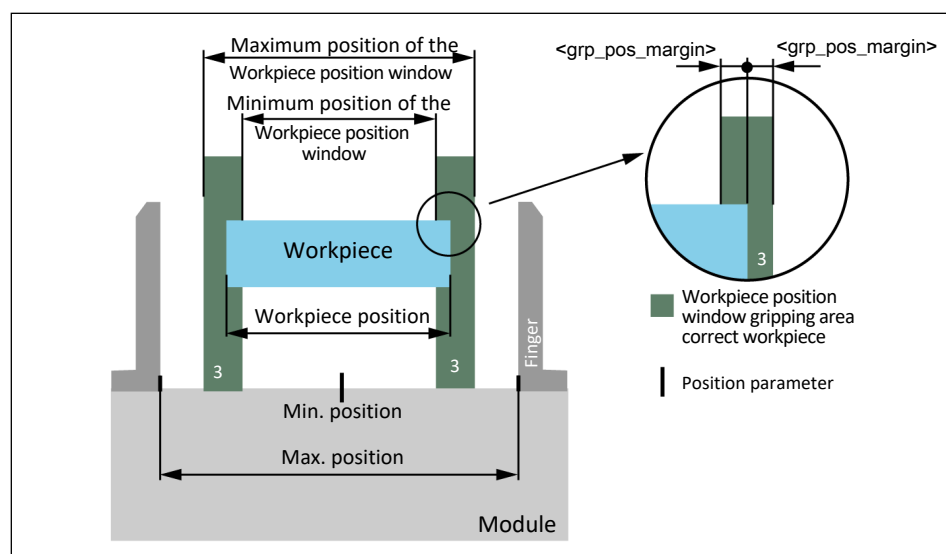 Maximum position of the
Workpiece position window
Minimum position of the
Workpiece position
window
<grp_pos_margin>
<grp_pos_margin>
Workpiece
Workpiece position
3
3
Finger
Min. position
Max. position
Module
3
Workpiece position
window gripping area
correct workpiece
Position parameter